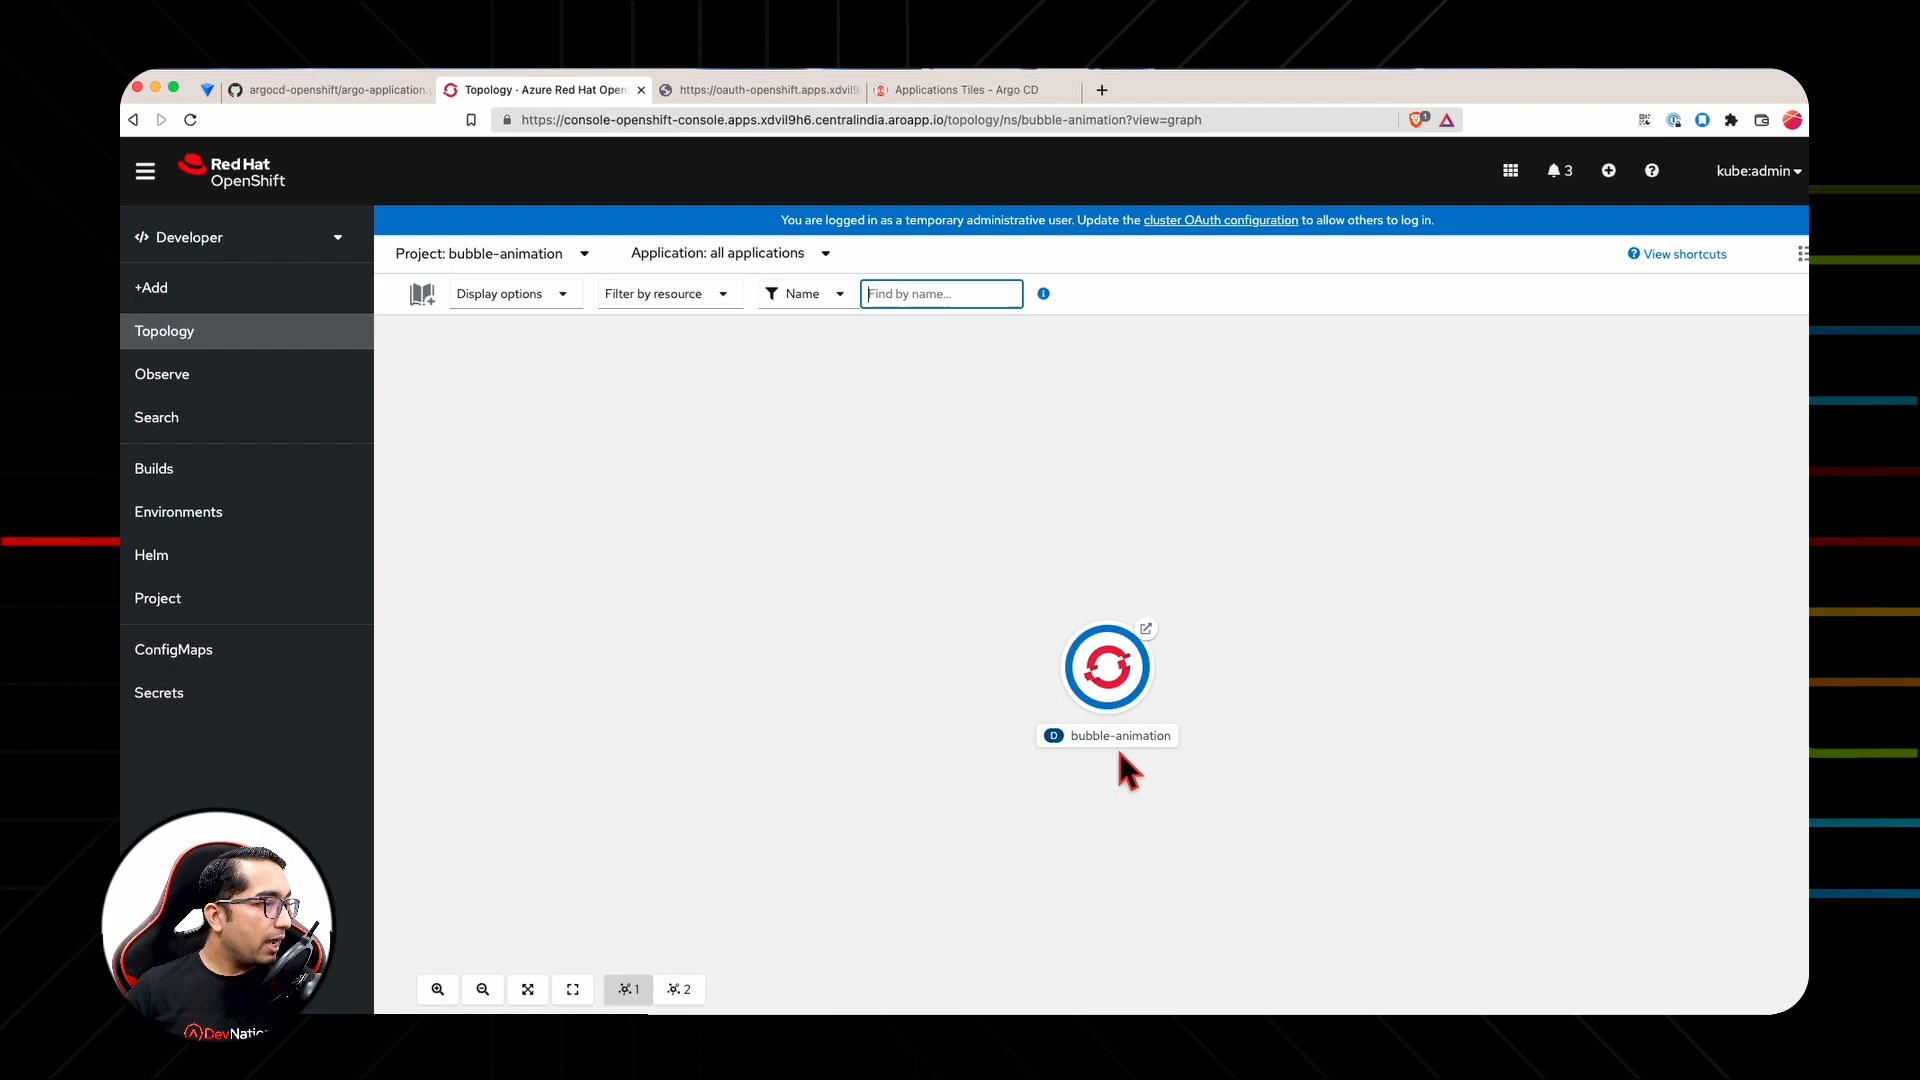 argocd-openshift/argo-application.
Topology · Azure Red Hat Open
https://oauth-openshift.apps.xdvil9
Applications Tiles - Argo CD
https://console-openshift-console.apps.xdvil9h6.centralindia.aroapp.io/topology/ns/bubble-animation?view=graph
1
Red Hat
OpenShift
3
kube:admin
You are logged in as a temporary administrative user. Update the cluster OAuth configuration to allow others to log in.
Developer
Project: bubble-animation
Application: all applications
View shortcuts
+Add
Display options
Filter by resource
Name
Find by name...
Topology
Observe
Search
Builds
Environments
Helm
Project
ConfigMaps
Secrets
D bubble-animation
1
2
DevNatio